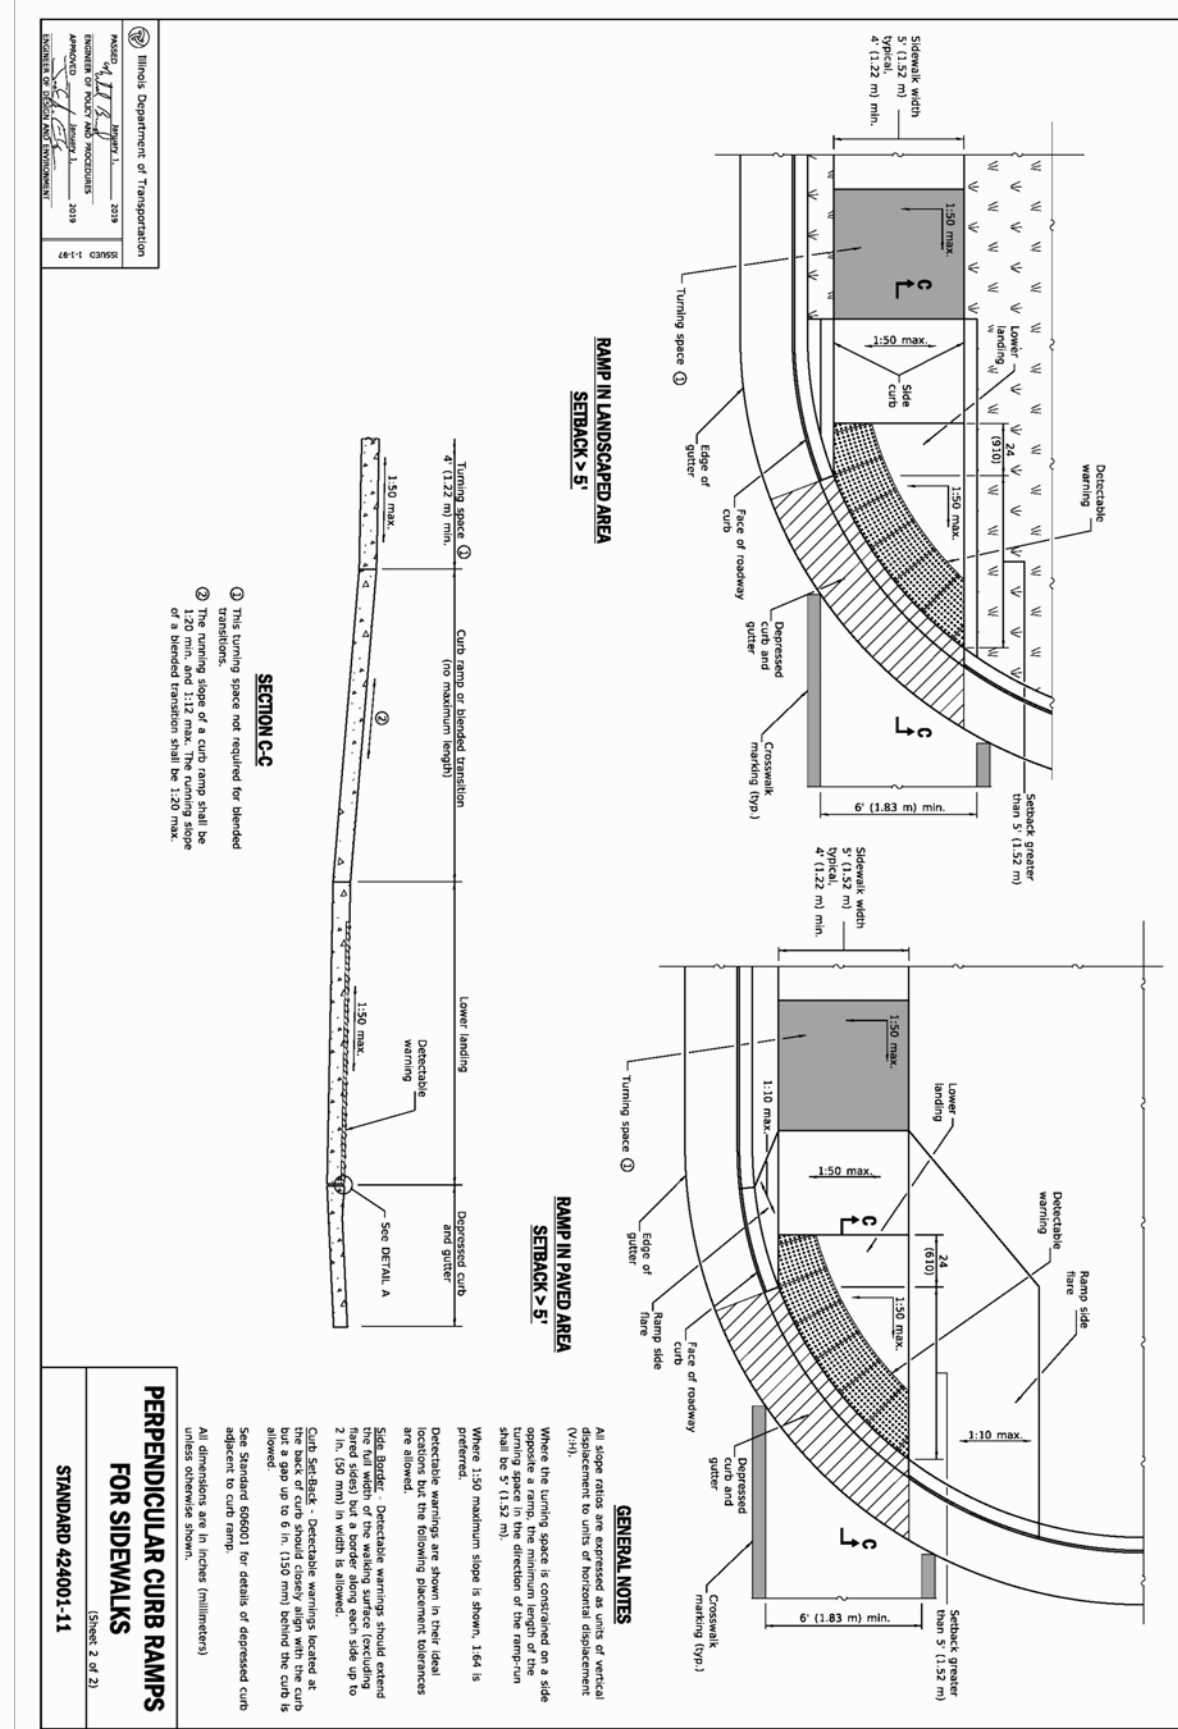 Sidewalk width
5' (1.52 m)
typical,
4' (1.22 m) min.
1:50 max.
C
Turning space ①
1:50 max.
Side
curb
Lower
landing
24
(910)
Detectable
warning
1:50 max.
Edge of
gutter
Face of roadway
curb
Depressed
curb and
gutter
C
Crosswalk
marking (typ.)
6' (1.83 m) min.
Setback greater
than 5' (1.52 m)
RAMP IN LANDSCAPED AREA
SETBACK > 5'
Sidewalk width
5' (1.52 m)
typical,
4' (1.22 m) min.
1:50 max.
Turning space ①
1:10 max.
1:50 max.
C
Lower
landing
24
(610)
Detectable
warning
Ramp side
flare
1:50 max.
1:10 max.
Edge of
gutter
Ramp side
flare
Face of roadway
curb
Depressed
curb and
gutter
C
Crosswalk
marking (typ.)
6' (1.83 m) min.
Setback greater
than 5' (1.52 m)
RAMP IN PAVED AREA
SETBACK > 5'
Turning space ①
4' (1.22 m) min.
Curb ramp or blended transition
(no maximum length)
Lower landing
Depressed curb
and gutter
1:50 max.
②
1:50 max.
Detectable
warning
See DETAIL A
SECTION C-C
① This turning space not required for blended
transitions.
② The running slope of a curb ramp shall be
1:20 min. and 1:12 max. The running slope
of a blended transition shall be 1:20 max.
GENERAL NOTES
All slope ratios are expressed as units of vertical
displacement to units of horizontal displacement
(V:H).
Where the turning space is constrained on a side
opposite a ramp, the minimum length of the
turning space in the direction of the ramp-run
shall be 5' (1.52 m).
Where 1:50 maximum slope is shown, 1:64 is
preferred.
Detectable warnings are shown in their ideal
locations but the following placement tolerances
are allowed.
Side Border - Detectable warnings should extend
the full width of the walking surface (excluding
flared sides) but a border along each side up to
2 in. (50 mm) in width is allowed.
Curb Set-Back - Detectable warnings located at
the back of curb should closely align with the curb
but a gap up to 6 in. (150 mm) behind the curb is
allowed.
See Standard 606001 for details of depressed curb
adjacent to curb ramp.
All dimensions are in inches (millimeters)
unless otherwise shown.
Illinois Department of Transportation
PASSED January 1, 2019
ENGINEER OF POLICY AND PROCEDURES
APPROVED January 1, 2019
ENGINEER OF DESIGN AND ENVIRONMENT
ISSUED 1-1-97
PERPENDICULAR CURB RAMPS
FOR SIDEWALKS
(Sheet 2 of 2)
STANDARD 424001-11